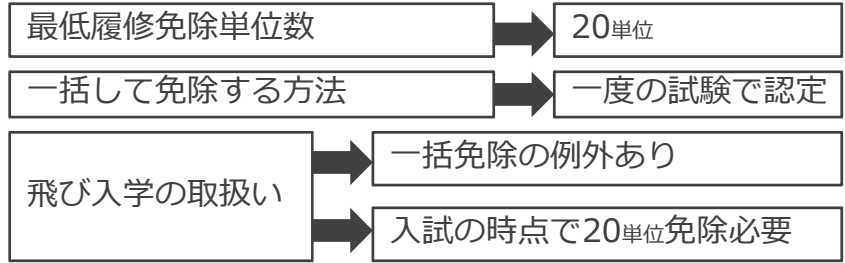 最低履修免除単位数
20単位
一括して免除する方法
一度の試験で認定
飛び入学の取扱い
一括免除の例外あり
入試の時点で20単位免除必要